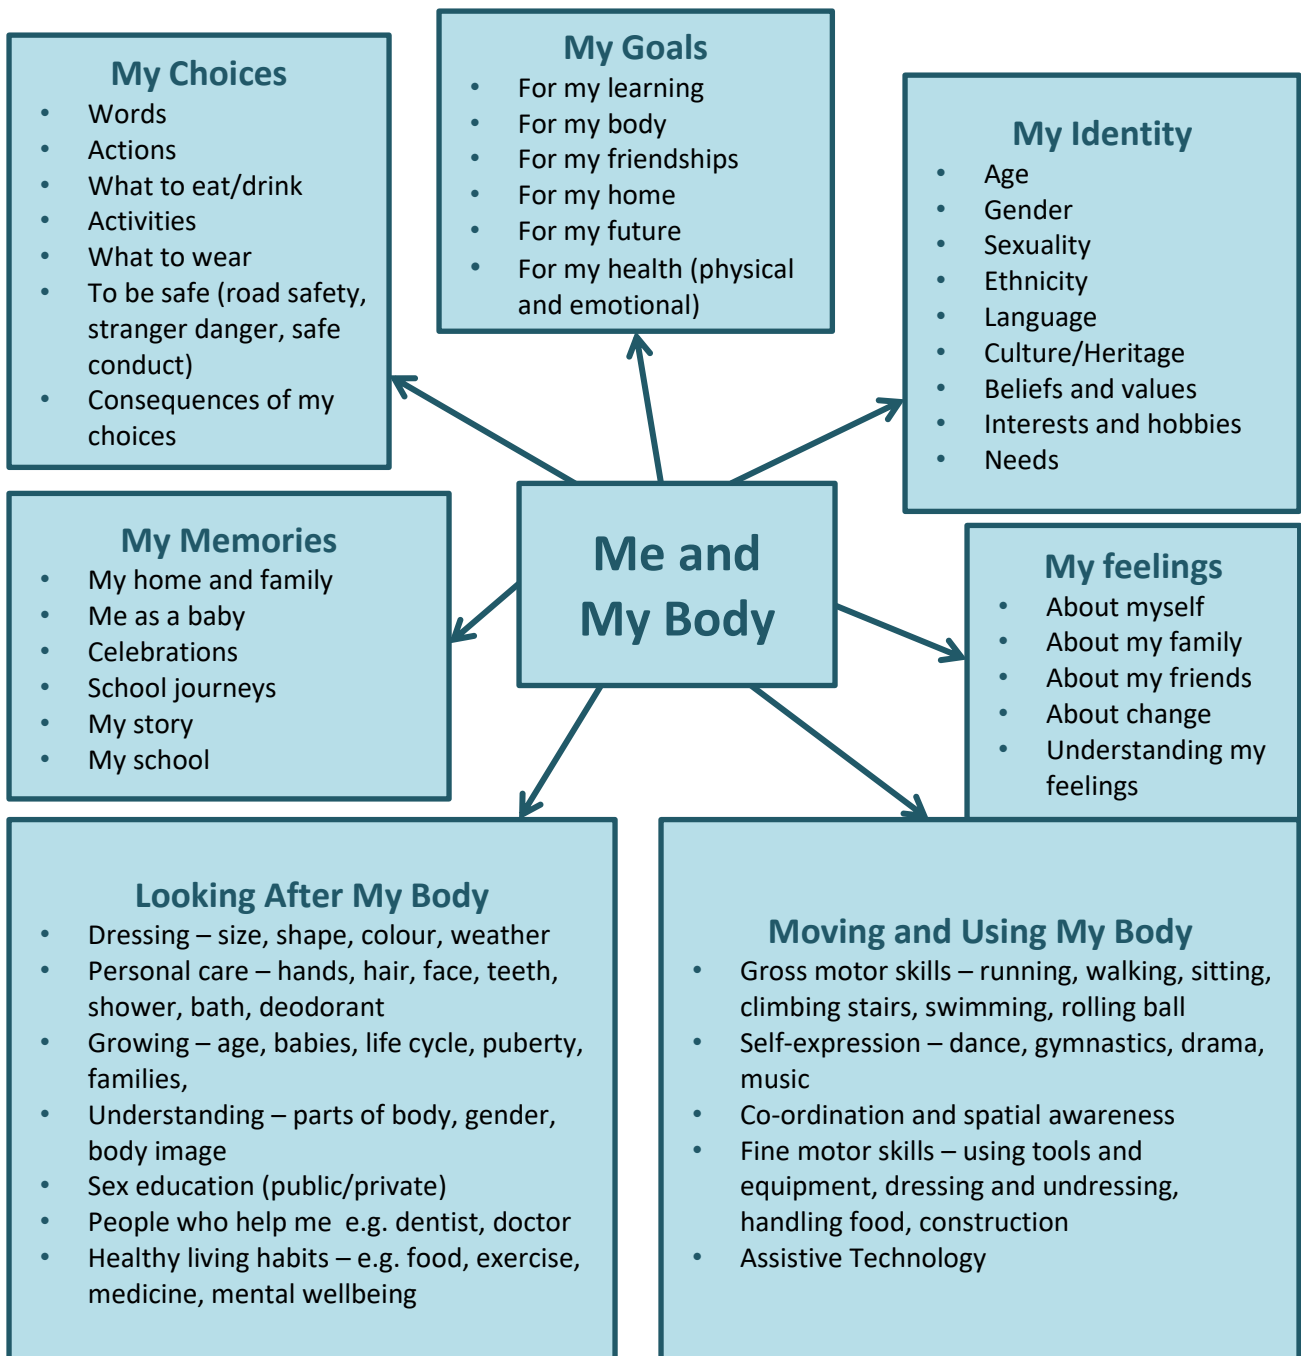 My Choices
• Words
• Actions
• What to eat/drink
• Activities
• What to wear
• To be safe (road safety,
stranger danger, safe
conduct)
• Consequences of my
choices
My Goals
• For my learning
• For my body
• For my friendships
• For my home
• For my future
• For my health (physical
and emotional)
My Identity
• Age
• Gender
• Sexuality
• Ethnicity
• Language
• Culture/Heritage
• Beliefs and values
• Interests and hobbies
• Needs
My Memories
• My home and family
• Me as a baby
• Celebrations
• School journeys
• My story
• My school
Me and
My Body
My feelings
• About myself
• About my family
• About my friends
• About change
• Understanding my
feelings
Looking After My Body
• Dressing – size, shape, colour, weather
• Personal care – hands, hair, face, teeth,
shower, bath, deodorant
• Growing – age, babies, life cycle, puberty,
families,
• Understanding – parts of body, gender,
body image
• Sex education (public/private)
• People who help me  e.g. dentist, doctor
• Healthy living habits – e.g. food, exercise,
medicine, mental wellbeing
Moving and Using My Body
• Gross motor skills – running, walking, sitting,
climbing stairs, swimming, rolling ball
• Self-expression – dance, gymnastics, drama,
music
• Co-ordination and spatial awareness
• Fine motor skills – using tools and
equipment, dressing and undressing,
handling food, construction
• Assistive Technology